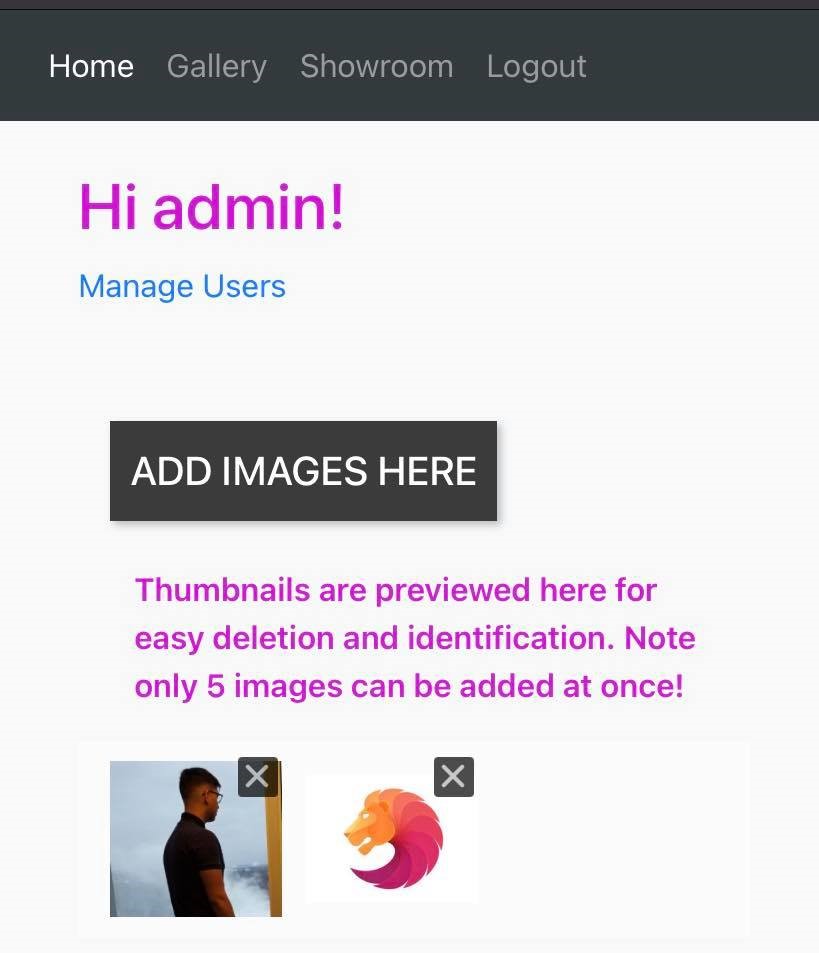 Home Gallery Showroom Logout
Hi admin!
Manage Users
ADD IMAGES HERE
Thumbnails are previewed here for
easy deletion and identification. Note
only 5 images can be added at once!